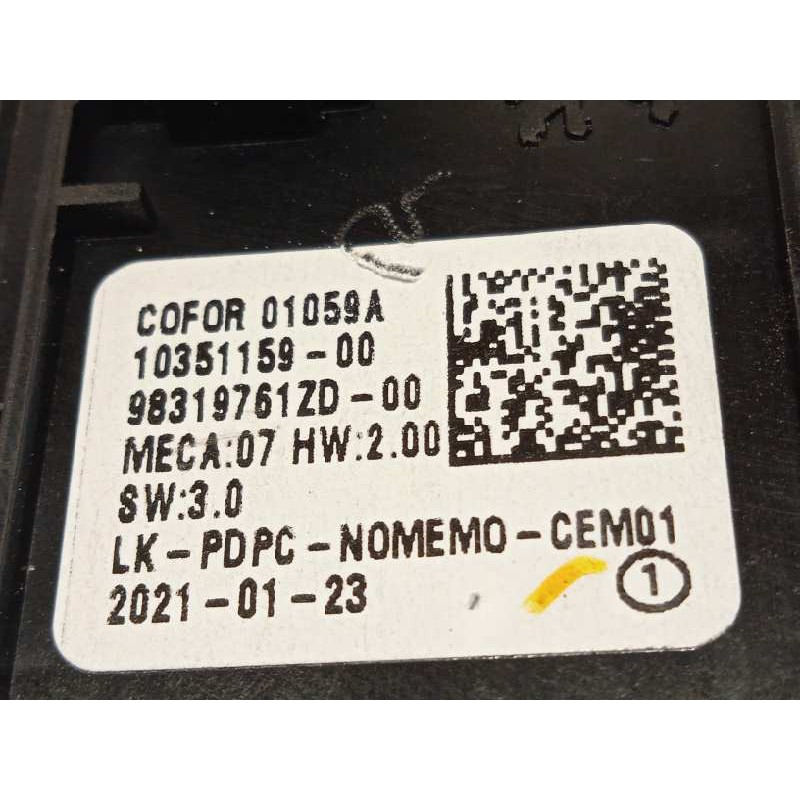 COFOR 01059A
10351159-00
98319761ZD-00
MECA:07 HW:2.00
SW:3.0
LK-PDPC-NOMEMO-CEM01
2021-01-23
1